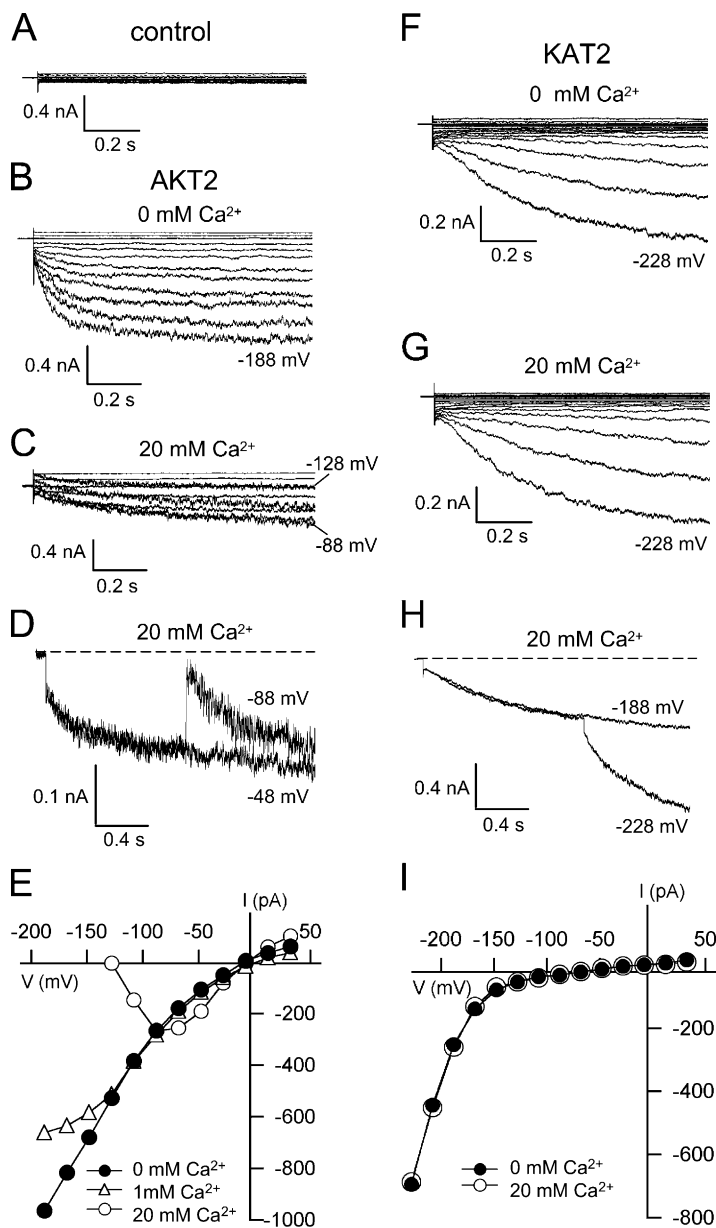 A
control
0.4 nA
0.2 s
B
AKT2
0 mM Ca²⁺
-188 mV
0.4 nA
0.2 s
C
20 mM Ca²⁺
-128 mV
-88 mV
0.4 nA
0.2 s
D
20 mM Ca²⁺
-88 mV
-48 mV
0.1 nA
0.4 s
E
I (pA)
-200 -150 -100 -50 50
V (mV)
-200
-400
-600
-800
-1000
0 mM Ca²⁺
1mM Ca²⁺
20 mM Ca²⁺
F
KAT2
0 mM Ca²⁺
0.2 nA
0.2 s
-228 mV
G
20 mM Ca²⁺
0.2 nA
0.2 s
-228 mV
H
20 mM Ca²⁺
-188 mV
0.4 nA
0.4 s
-228 mV
I
I (pA)
-200 -150 -100 -50 50
V (mV)
-200
-400
-600
-800
0 mM Ca²⁺
20 mM Ca²⁺